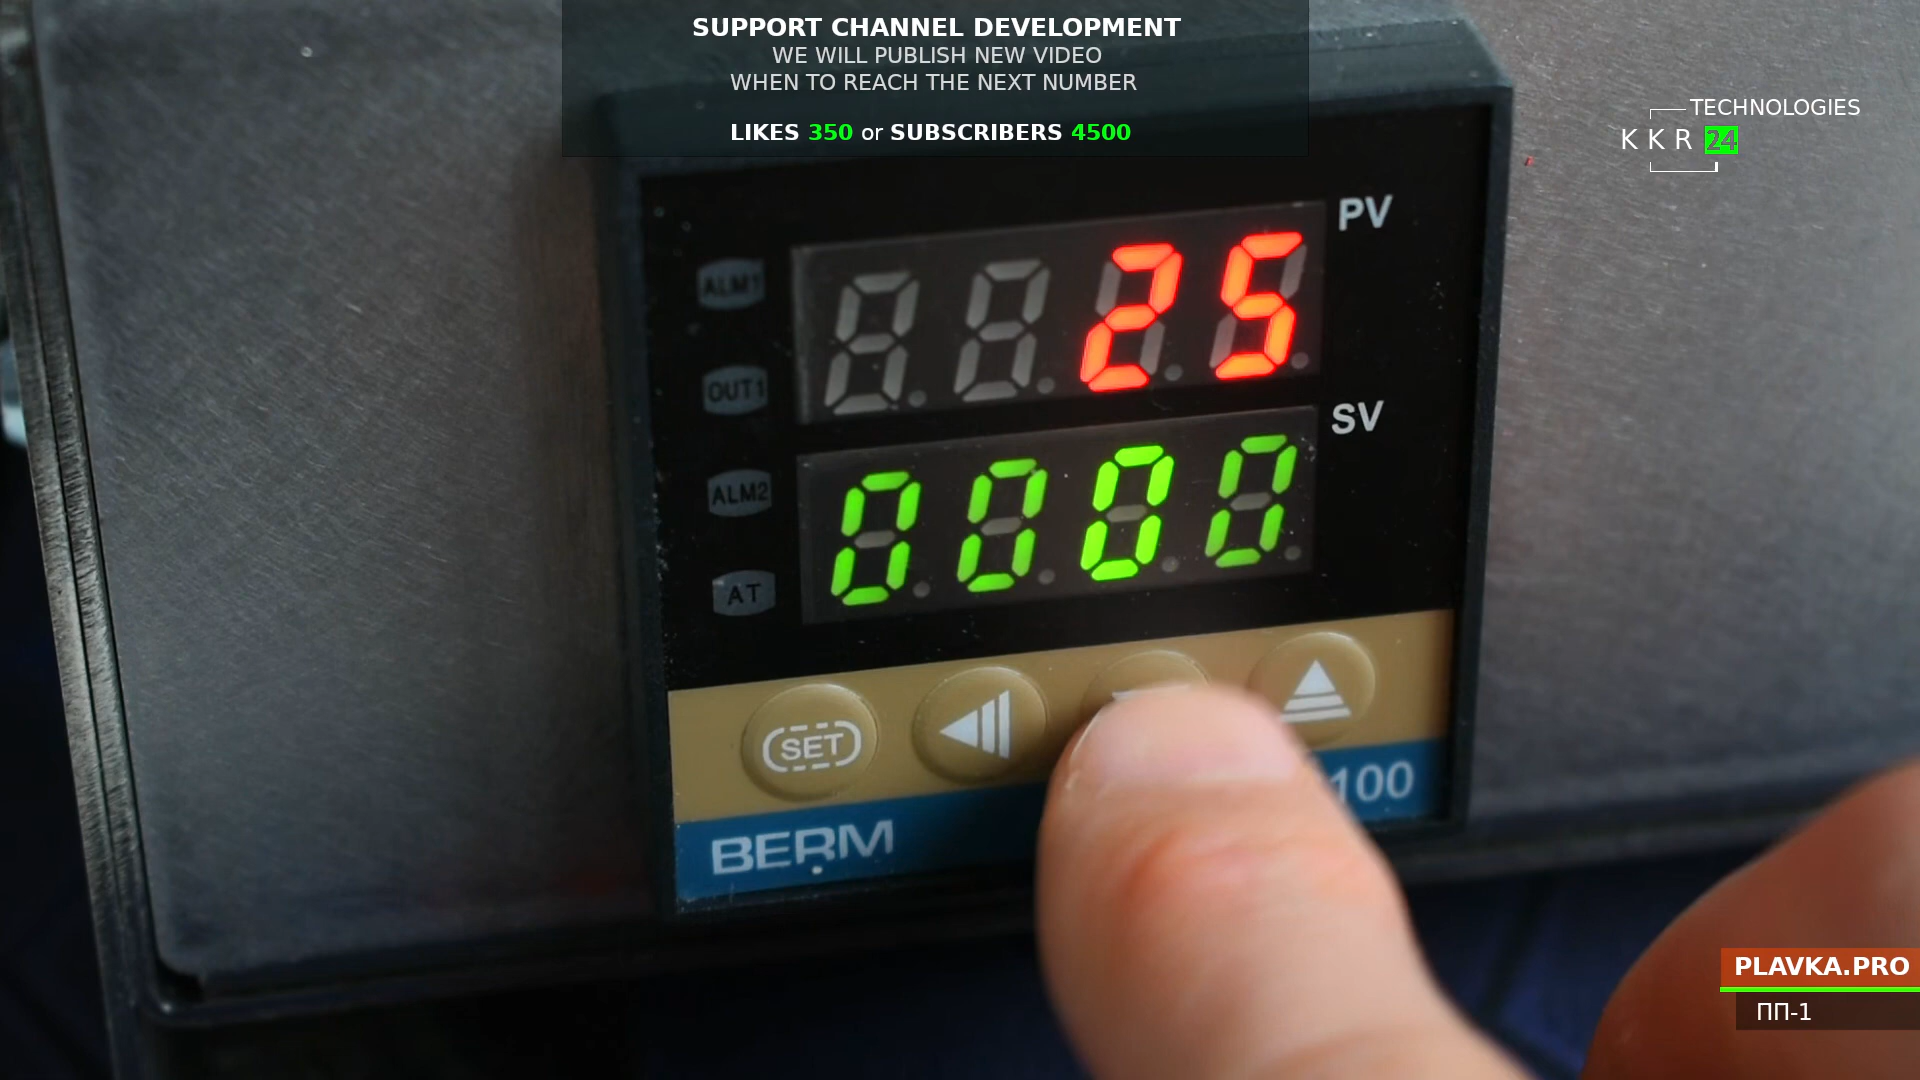 SUPPORT CHANNEL DEVELOPMENT
WE WILL PUBLISH NEW VIDEO
WHEN TO REACH THE NEXT NUMBER
LIKES 350 or SUBSCRIBERS 4500
TECHNOLOGIES
KKR 24
PV
ALM1
25
OUT1
SV
ALM2
0000
AT
SET
100
BERM
PLAVKA.PRO
ПП-1